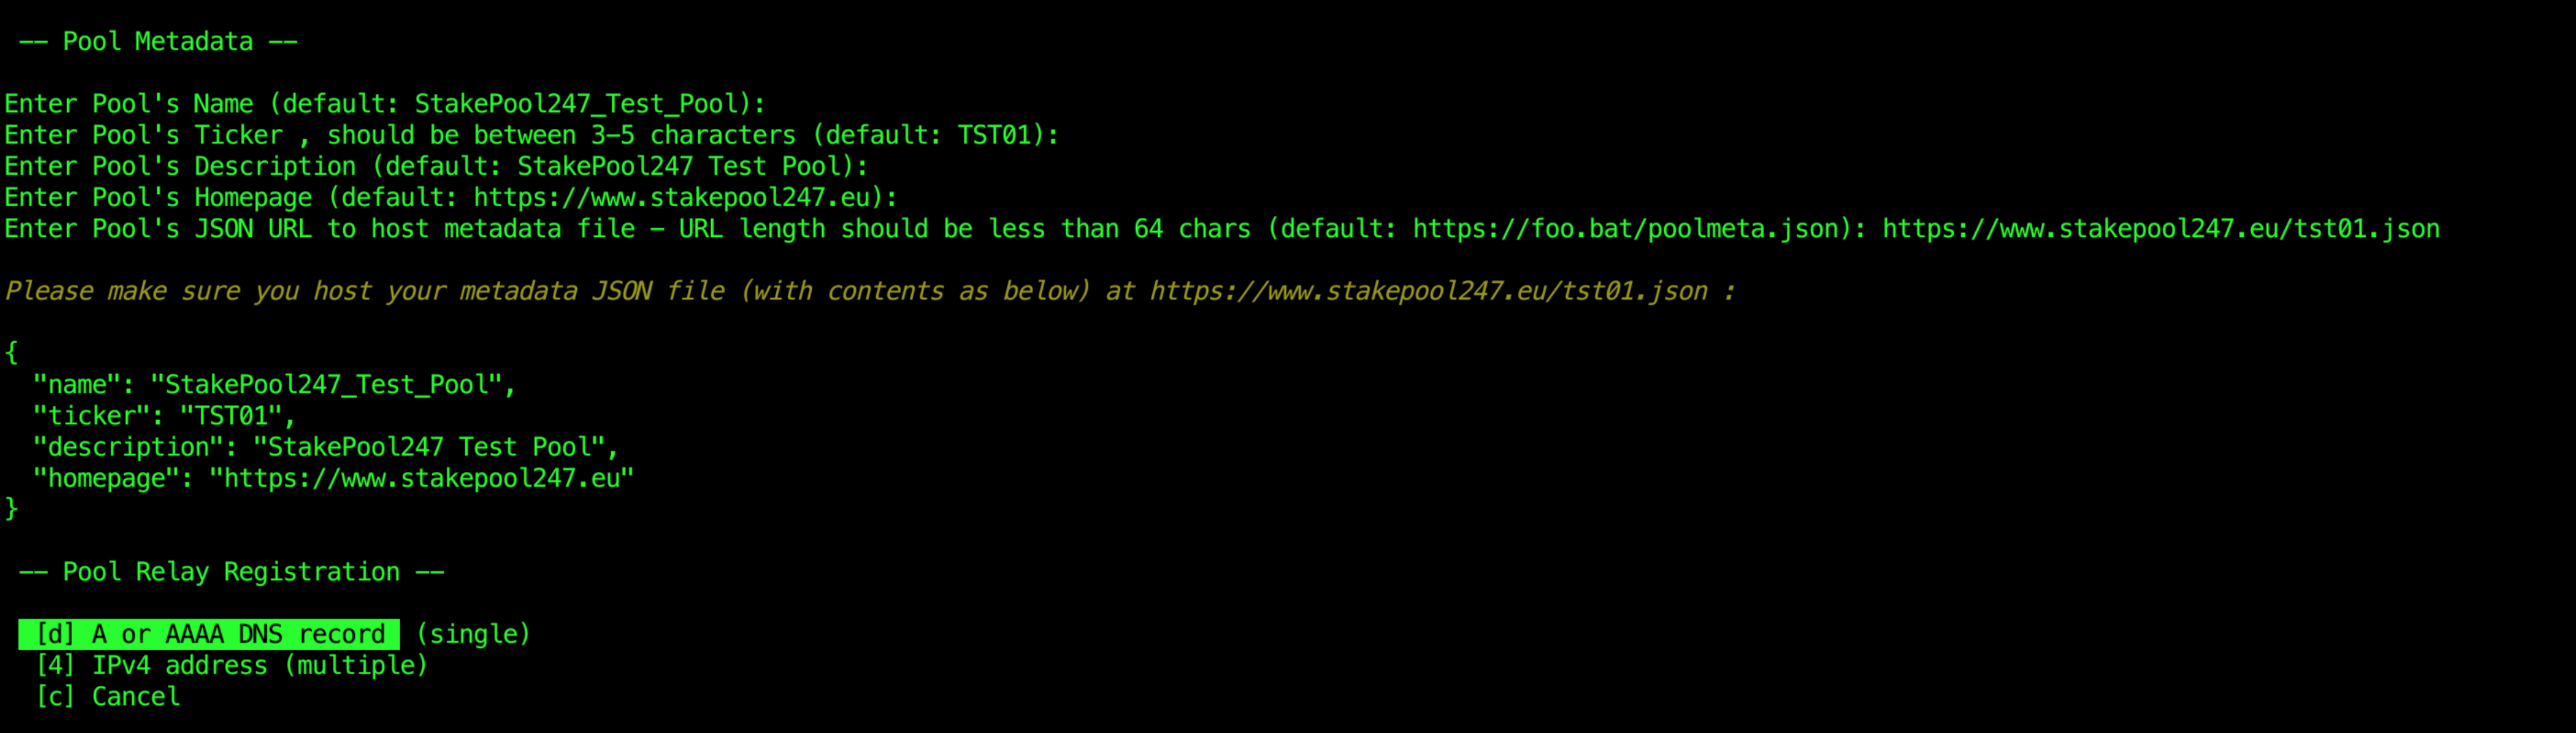 —— Pool Metadata ——
Enter Pool's Name (default: StakePool247_Test_Pool):
Enter Pool's Ticker , should be between 3–5 characters (default: TST01):
Enter Pool's Description (default: StakePool247 Test Pool):
Enter Pool's Homepage (default: https://www.stakepool247.eu):
Enter Pool's JSON URL to host metadata file – URL length should be less than 64 chars (default: https://foo.bat/poolmeta.json): https://www.stakepool247.eu/tst01.json
Please make sure you host your metadata JSON file (with contents as below) at https://www.stakepool247.eu/tst01.json :
{
  "name": "StakePool247_Test_Pool",
  "ticker": "TST01",
  "description": "StakePool247 Test Pool",
  "homepage": "https://www.stakepool247.eu"
}
—— Pool Relay Registration ——
[d] A or AAAA DNS record (single)
[4] IPv4 address (multiple)
[c] Cancel